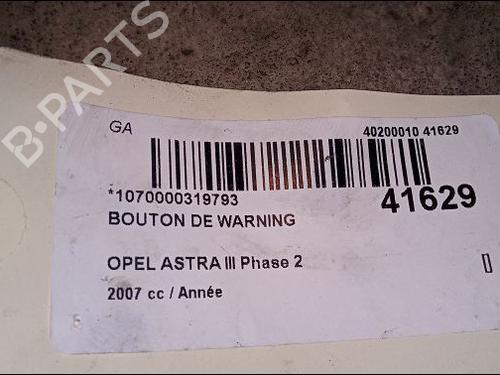 B-PARTS
GA
40200010 41629
*1070000319793
41629
BOUTON DE WARNING
OPEL ASTRA III Phase 2
2007 cc / Année